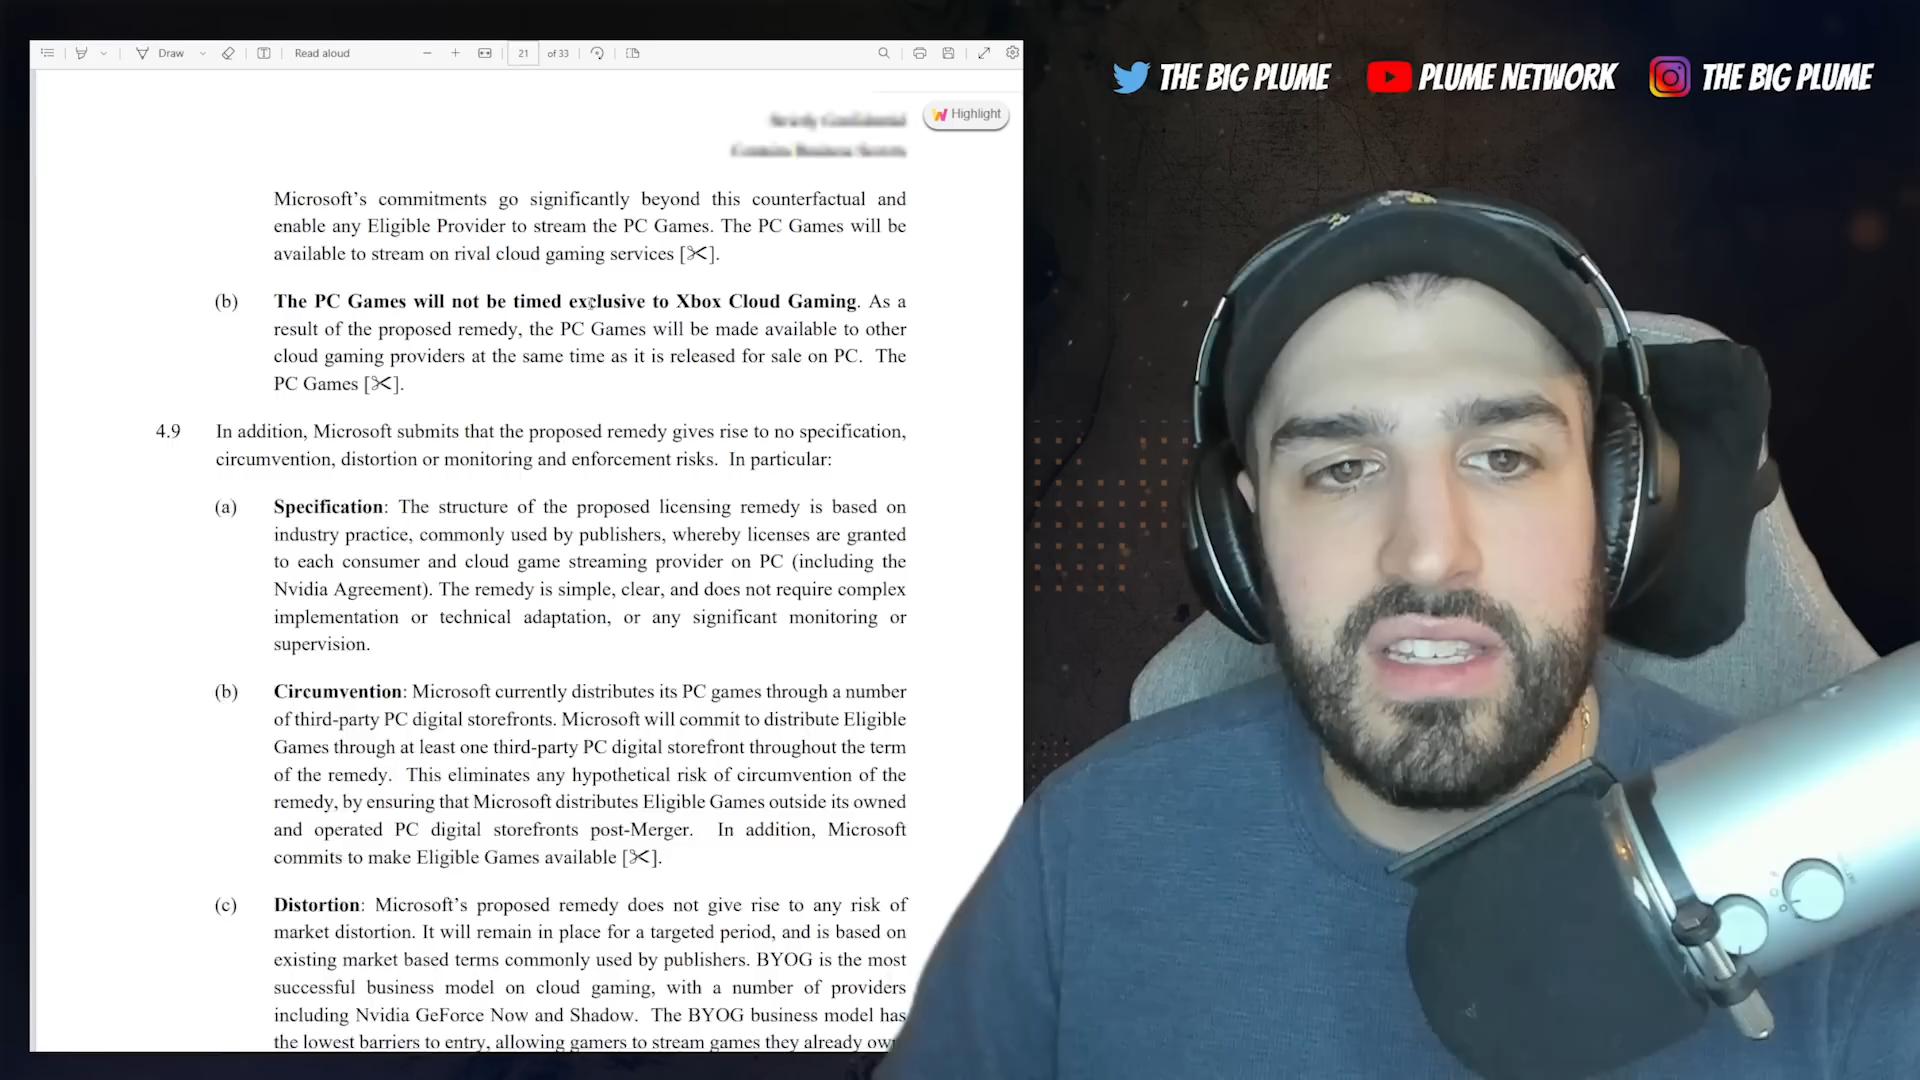 Draw
Read aloud
21
of 33
THE BIG PLUME
PLUME NETWORK
THE BIG PLUME
Strictly Confidential
Contains Business Secrets
Highlight
Microsoft’s commitments go significantly beyond this counterfactual and
enable any Eligible Provider to stream the PC Games. The PC Games will be
available to stream on rival cloud gaming services [✂].
(b) The PC Games will not be timed exclusive to Xbox Cloud Gaming. As a
result of the proposed remedy, the PC Games will be made available to other
cloud gaming providers at the same time as it is released for sale on PC. The
PC Games [✂].
4.9 In addition, Microsoft submits that the proposed remedy gives rise to no specification,
circumvention, distortion or monitoring and enforcement risks. In particular:
(a) Specification: The structure of the proposed licensing remedy is based on
industry practice, commonly used by publishers, whereby licenses are granted
to each consumer and cloud game streaming provider on PC (including the
Nvidia Agreement). The remedy is simple, clear, and does not require complex
implementation or technical adaptation, or any significant monitoring or
supervision.
(b) Circumvention: Microsoft currently distributes its PC games through a number
of third-party PC digital storefronts. Microsoft will commit to distribute Eligible
Games through at least one third-party PC digital storefront throughout the term
of the remedy. This eliminates any hypothetical risk of circumvention of the
remedy, by ensuring that Microsoft distributes Eligible Games outside its owned
and operated PC digital storefronts post-Merger. In addition, Microsoft
commits to make Eligible Games available [✂].
(c) Distortion: Microsoft’s proposed remedy does not give rise to any risk of
market distortion. It will remain in place for a targeted period, and is based on
existing market based terms commonly used by publishers. BYOG is the most
successful business model on cloud gaming, with a number of providers
including Nvidia GeForce Now and Shadow. The BYOG business model has
the lowest barriers to entry, allowing gamers to stream games they already own